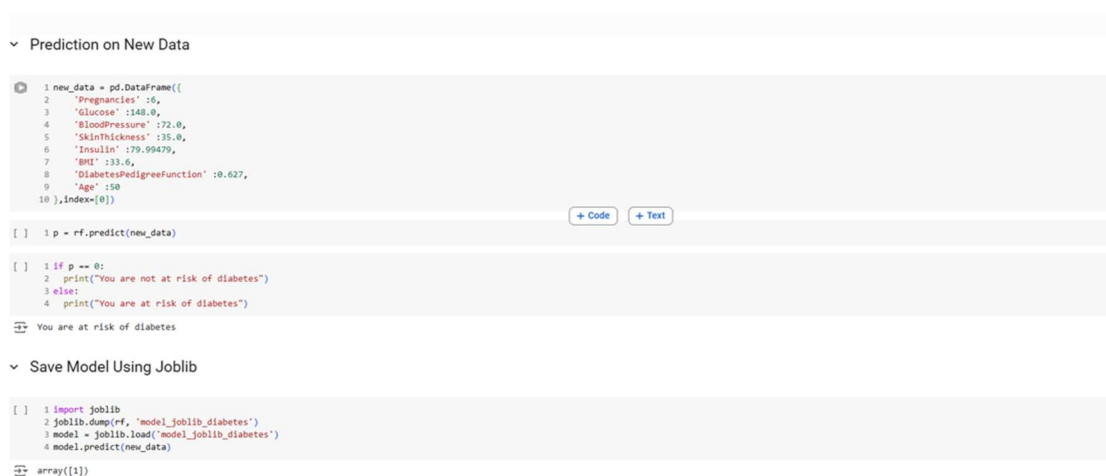 Prediction on New Data
1 new_data = pd.DataFrame({
2 'Pregnancies' :6,
3 'Glucose' :148.0,
4 'BloodPressure' :72.0,
5 'SkinThickness' :35.0,
6 'Insulin' :79.99479,
7 'BMI' :33.6,
8 'DiabetesPedigreeFunction' :0.627,
9 'Age' :50
10 },index=[0])
+ Code + Text
[ ] 1 p = rf.predict(new_data)
[ ] 1 if p == 0:
2 print("You are not at risk of diabetes")
3 else:
4 print("You are at risk of diabetes")
You are at risk of diabetes
Save Model Using Joblib
[ ] 1 import joblib
2 joblib.dump(rf, 'model_joblib_diabetes')
3 model = joblib.load('model_joblib_diabetes')
4 model.predict(new_data)
array([1])